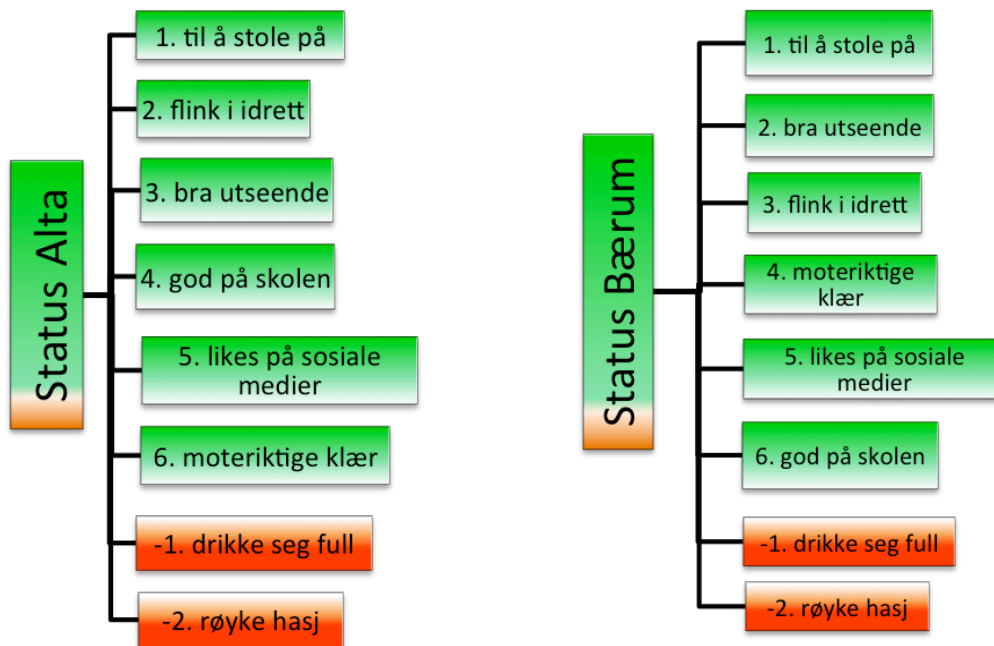 Status Alta
1. til å stole på
2. flink i idrett
3. bra utseende
4. god på skolen
5. likes på sosiale
medier
6. moteriktige klær
-1. drikke seg full
-2. røyke hasj
Status Bærum
1. til å stole på
2. bra utseende
3. flink i idrett
4. moteriktige
klær
5. likes på sosiale
medier
6. god på skolen
-1. drikke seg full
-2. røyke hasj